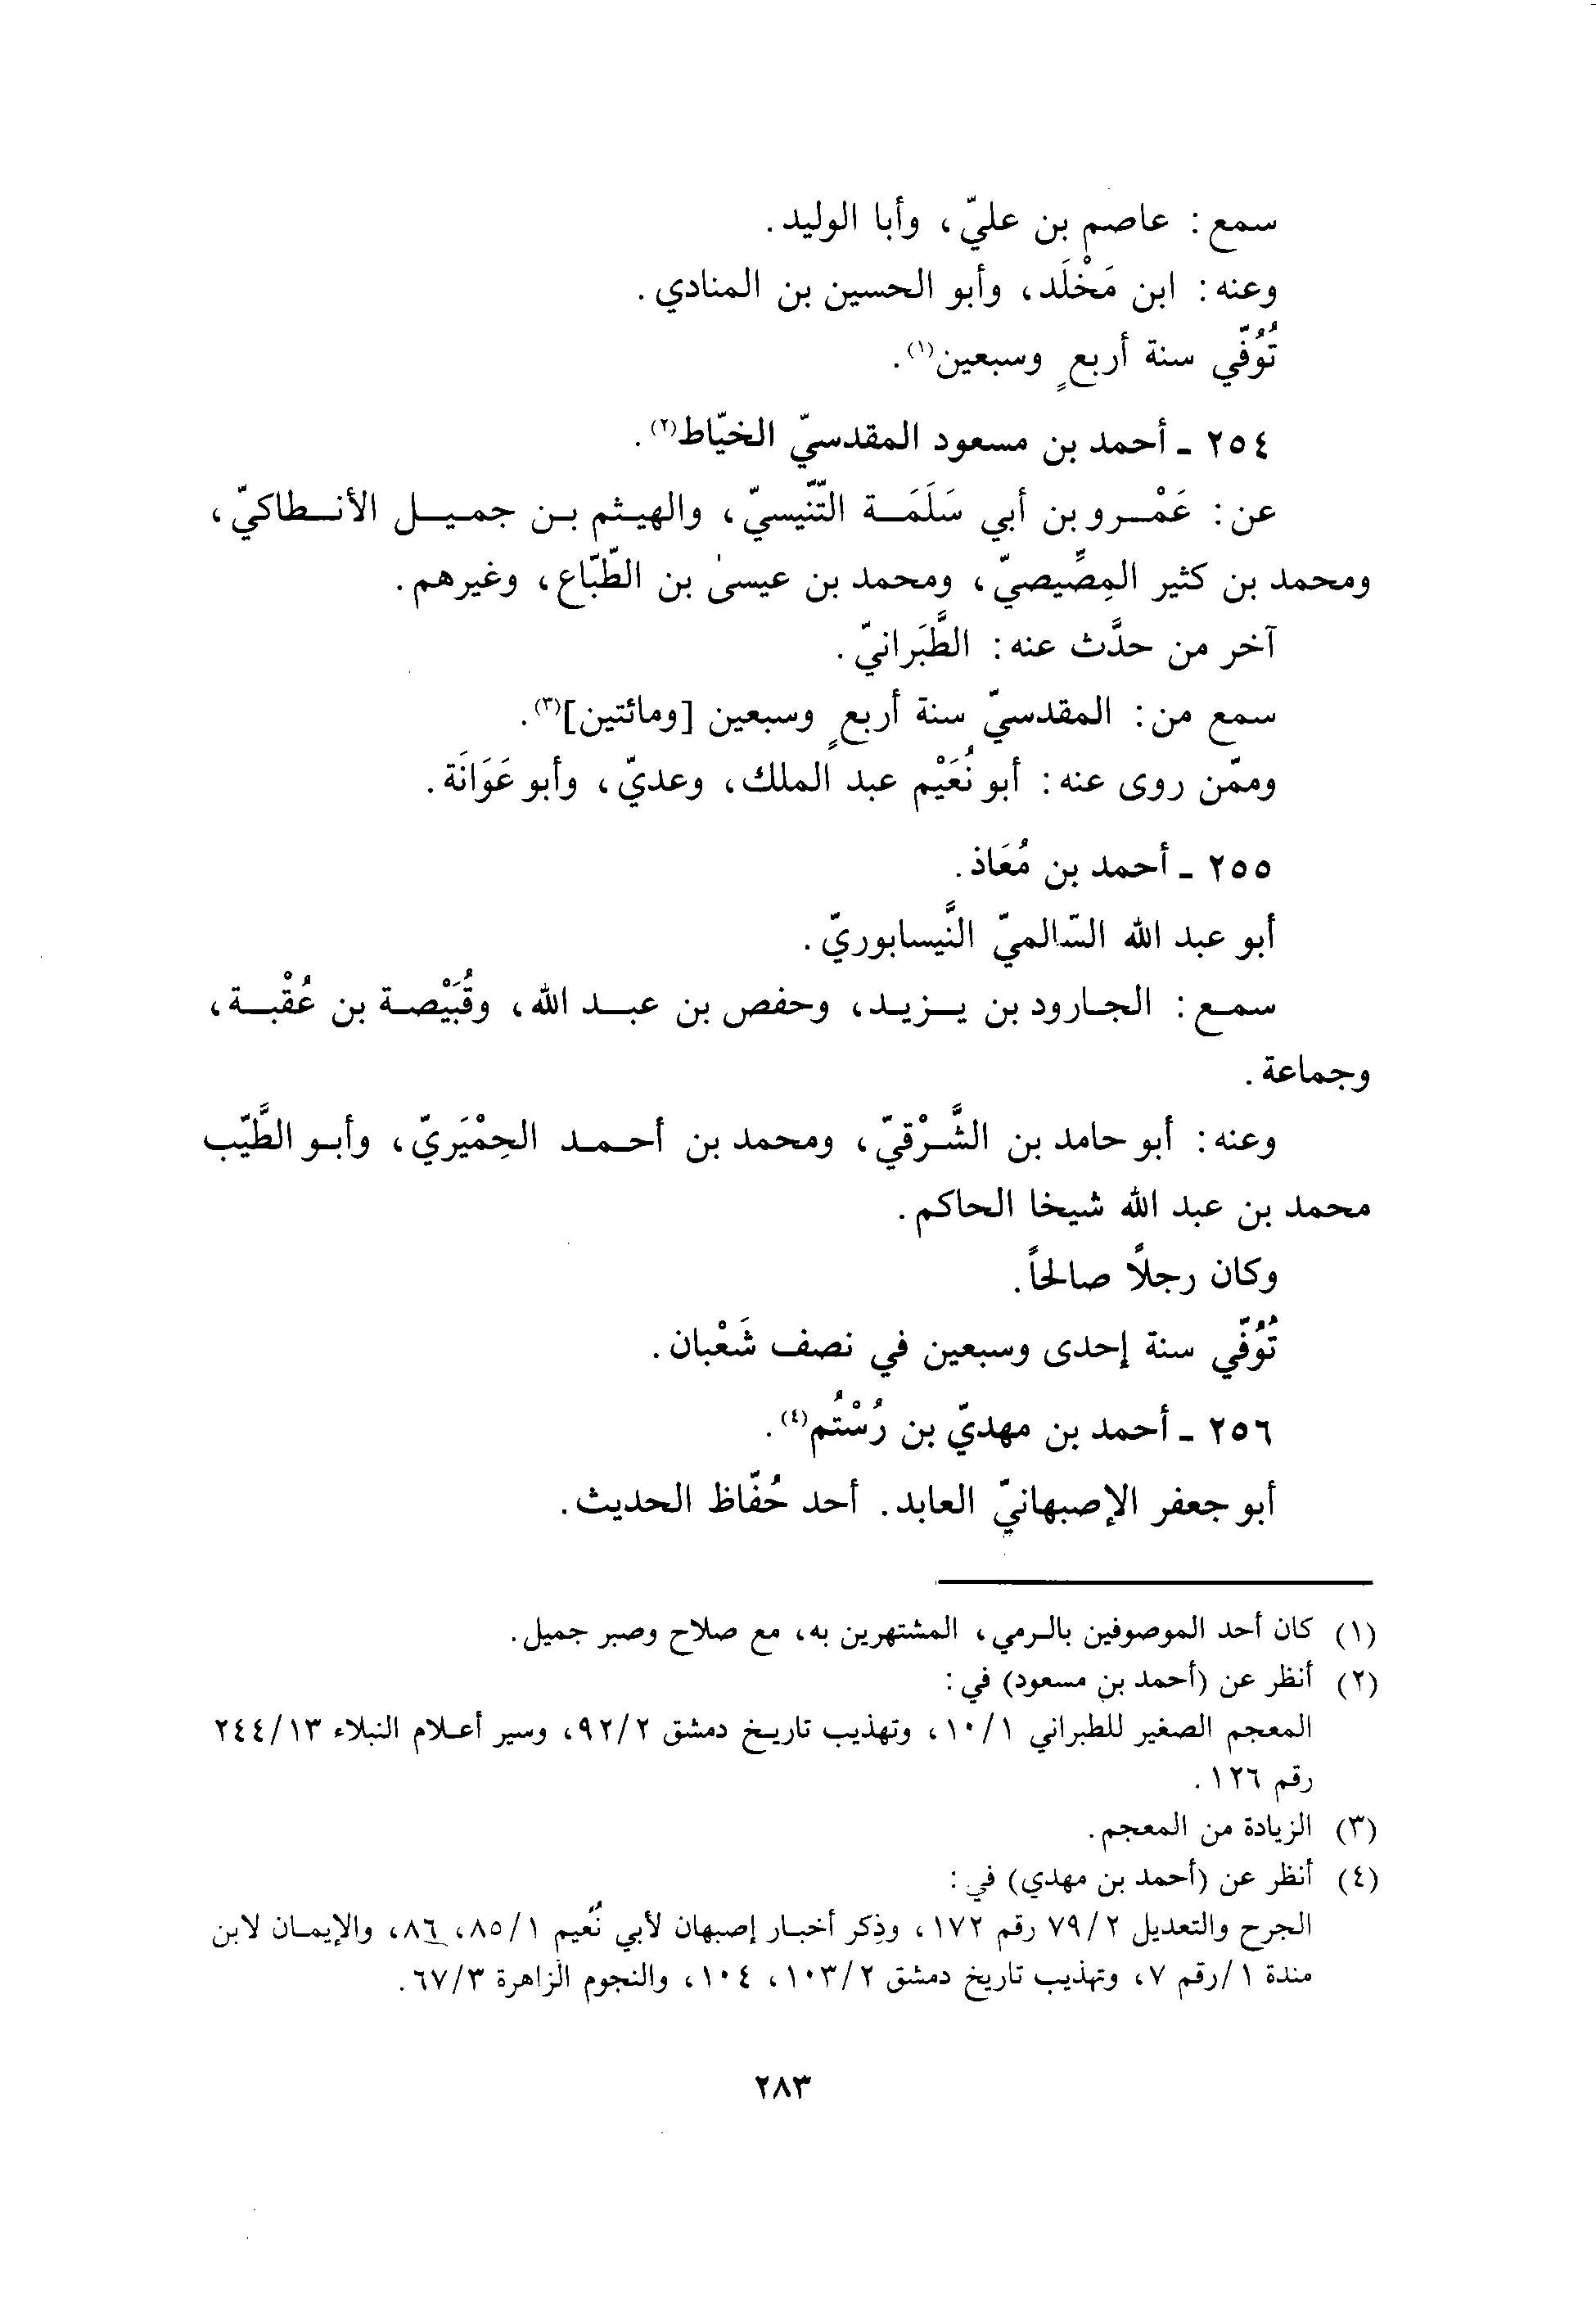 سمع: عاصم بن عليّ، وأبا الوليد.
وعنه: ابن مَخْلَد، وأبو الحسين بن المنادي.
تُوُفّي سنة أربعٍ وسبعين(١).
٢٥٤ ـ أحمد بن مسعود المقدسيّ الخيّاط(٢).
عن: عَمْرو بن أبي سَلَمَة التّنّيسيّ، والهيثم بن جميل الأنطاكيّ،
ومحمد بن كثير المِصِّيصيّ، ومحمد بن عيسىٰ بن الطّبّاع، وغيرهم.
آخر من حدَّث عنه: الطَّبَرانيّ.
سمع من: المقدسيّ سنة أربعٍ وسبعين [ومائتين](٣).
وممّن روى عنه: أبو نُعَيْم عبد الملك، وعديّ، وأبو عَوَانَة.
٢٥٥ ـ أحمد بن مُعَاذ.
أبو عبد الله السّالميّ النَّيسابوريّ.
سمع: الجارود بن يزيد، وحفص بن عبد الله، وقُبَيْصة بن عُقْبة،
وجماعة.
وعنه: أبو حامد بن الشَّرْقيّ، ومحمد بن أحمد الحِمْيَريّ، وأبو الطَّيّب
محمد بن عبد الله شيخا الحاكم.
وكان رجلًا صالحاً.
تُوُفّي سنة إحدى وسبعين في نصف شَعْبان.
٢٥٦ ـ أحمد بن مهديّ بن رُسْتُم(٤).
أبو جعفر الإصبهانيّ العابد. أحد حُفّاظ الحديث.
(١) كان أحد الموصوفين بالرمي، المشتهرين به، مع صلاح وصبر جميل.
(٢) أنظر عن (أحمد بن مسعود) في:
المعجم الصغير للطبراني ١/١٠، وتهذيب تاريخ دمشق ٢/٩٢، وسير أعلام النبلاء ١٣/٢٤٤
رقم ١٢٦.
(٣) الزيادة من المعجم.
(٤) أنظر عن (أحمد بن مهدي) في:
الجرح والتعديل ٢/٧٩ رقم ١٧٢، وذِكر أخبار إصبهان لأبي نُعيم ١/٨٥، ٨٦، والإيمان لابن
مندة ١/رقم ٧، وتهذيب تاريخ دمشق ٢/١٠٣، ١٠٤، والنجوم الزاهرة ٣/٦٧.
٢٨٣